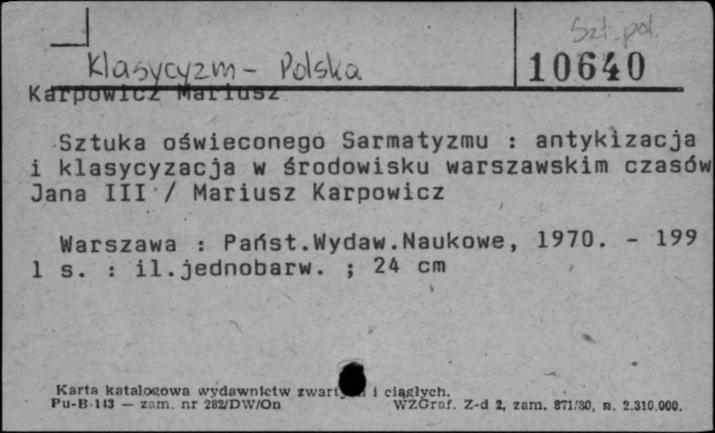 Szt. pol.
Klasycyzm - Polska
10640
Karpowicz Mariusz
Sztuka oświeconego Sarmatyzmu : antykizacja
i klasycyzacja w środowisku warszawskim czasów
Jana III / Mariusz Karpowicz
Warszawa : Państ.Wydaw.Naukowe, 1970. - 199
1 s. : il.jednobarw. ; 24 cm
Karta katalogowa wydawnictw i ciągłych.
Pu-B-143 — zam. nr 282/DW/On WZGraf. Z-d 2, zam. 871/80, n. 2.310.000.